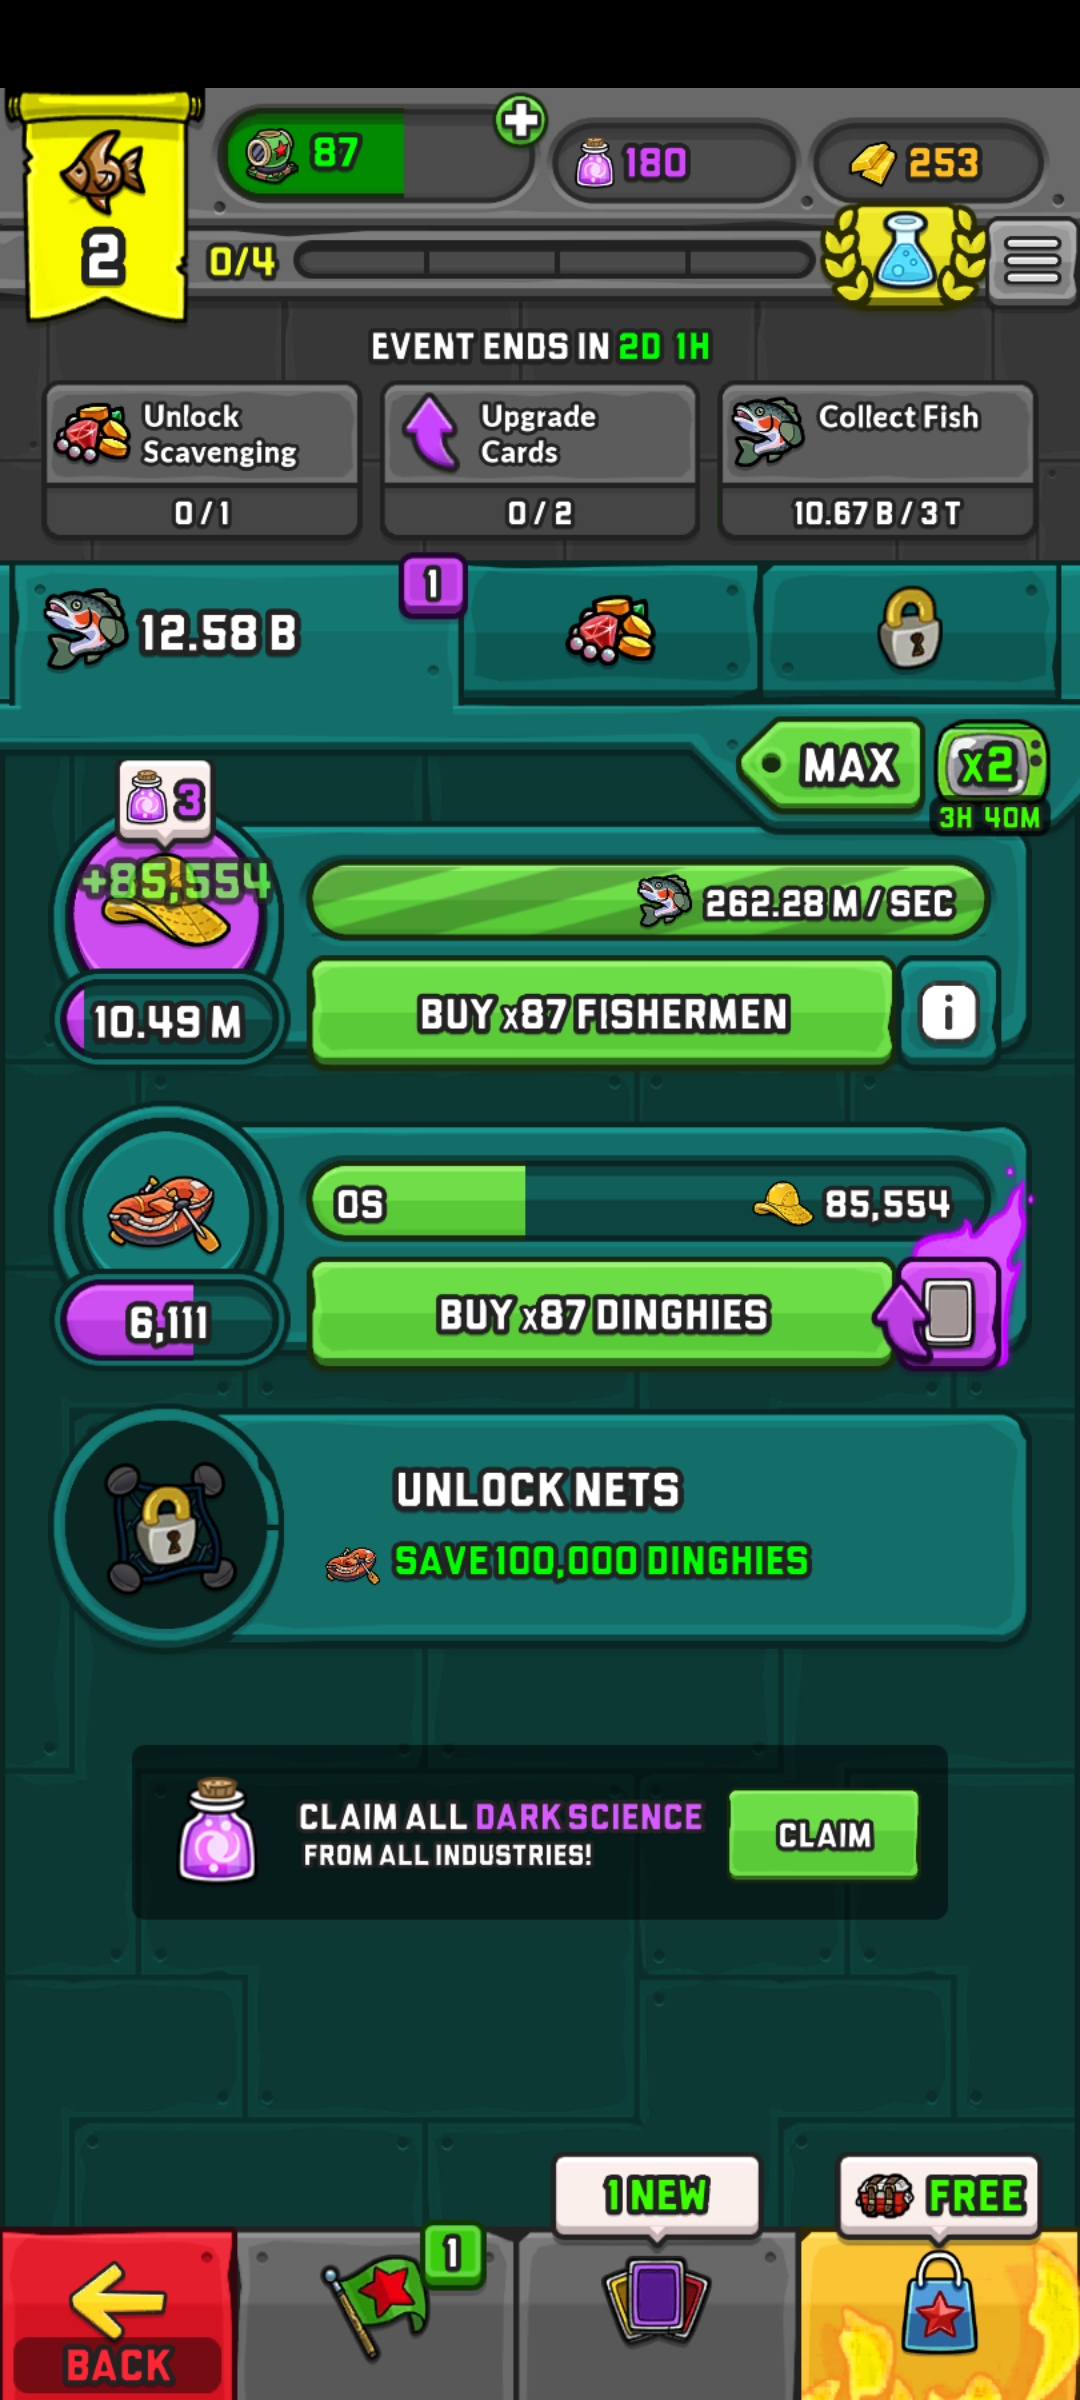 87
180
253
2
0/4
EVENT ENDS IN 2D 1H
Unlock
Scavenging
0 / 1
Upgrade
Cards
0 / 2
Collect Fish
10.67 B / 3 T
12.58 B
1
MAX
x2
3H 40M
3
+85,554
262.28 M / SEC
10.49 M
BUY x87 FISHERMEN
i
0S
85,554
6,111
BUY x87 DINGHIES
UNLOCK NETS
SAVE 100,000 DINGHIES
CLAIM ALL DARK SCIENCE
FROM ALL INDUSTRIES!
CLAIM
1 NEW
FREE
1
BACK